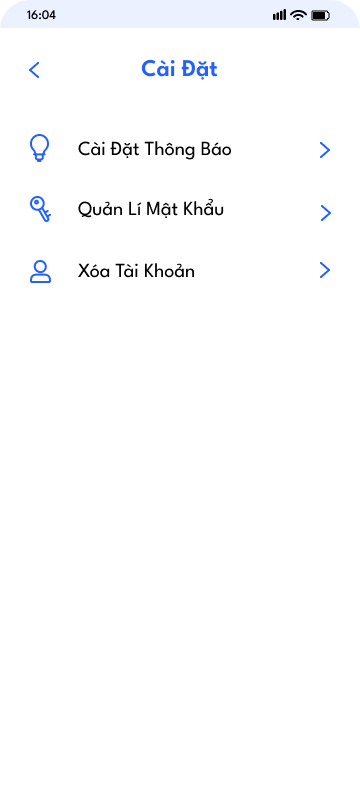 16:04
Cài Đặt
Cài Đặt Thông Báo
Quản Lí Mật Khẩu
Xóa Tài Khoản